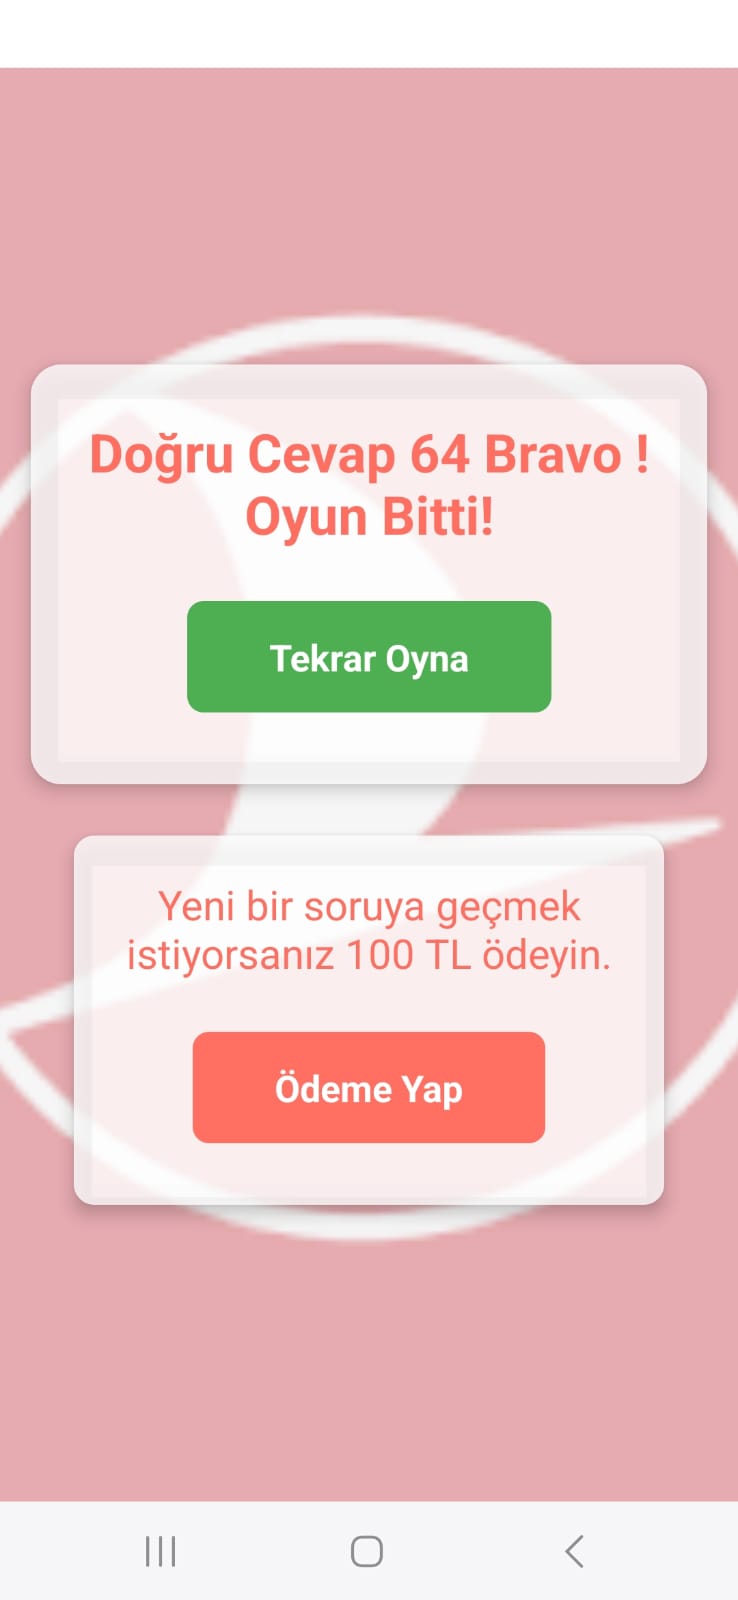 Doğru Cevap 64 Bravo !
Oyun Bitti!
Tekrar Oyna
Yeni bir soruya geçmek
istiyorsanız 100 TL ödeyin.
Ödeme Yap